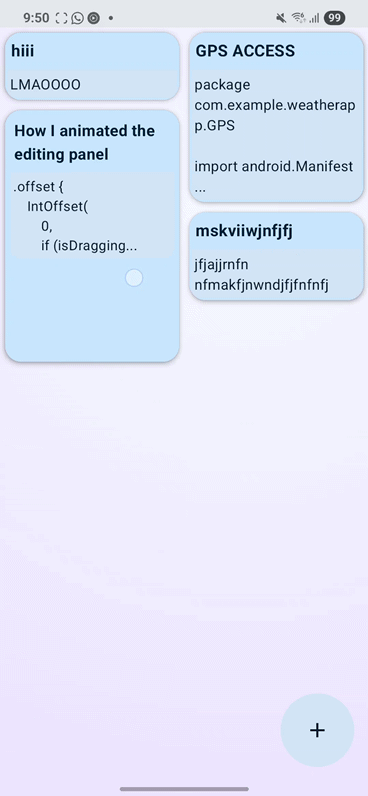 9:50
99
hiii
LMAOOOO
How I animated the
editing panel
.offset {
IntOffset(
0,
if (isDragging...
GPS ACCESS
package
com.example.weatherap
p.GPS
import android.Manifest
...
mskviiwjnfjfj
jfjajjrnfn
nfmakfjnwndjfjfnfnfj
+